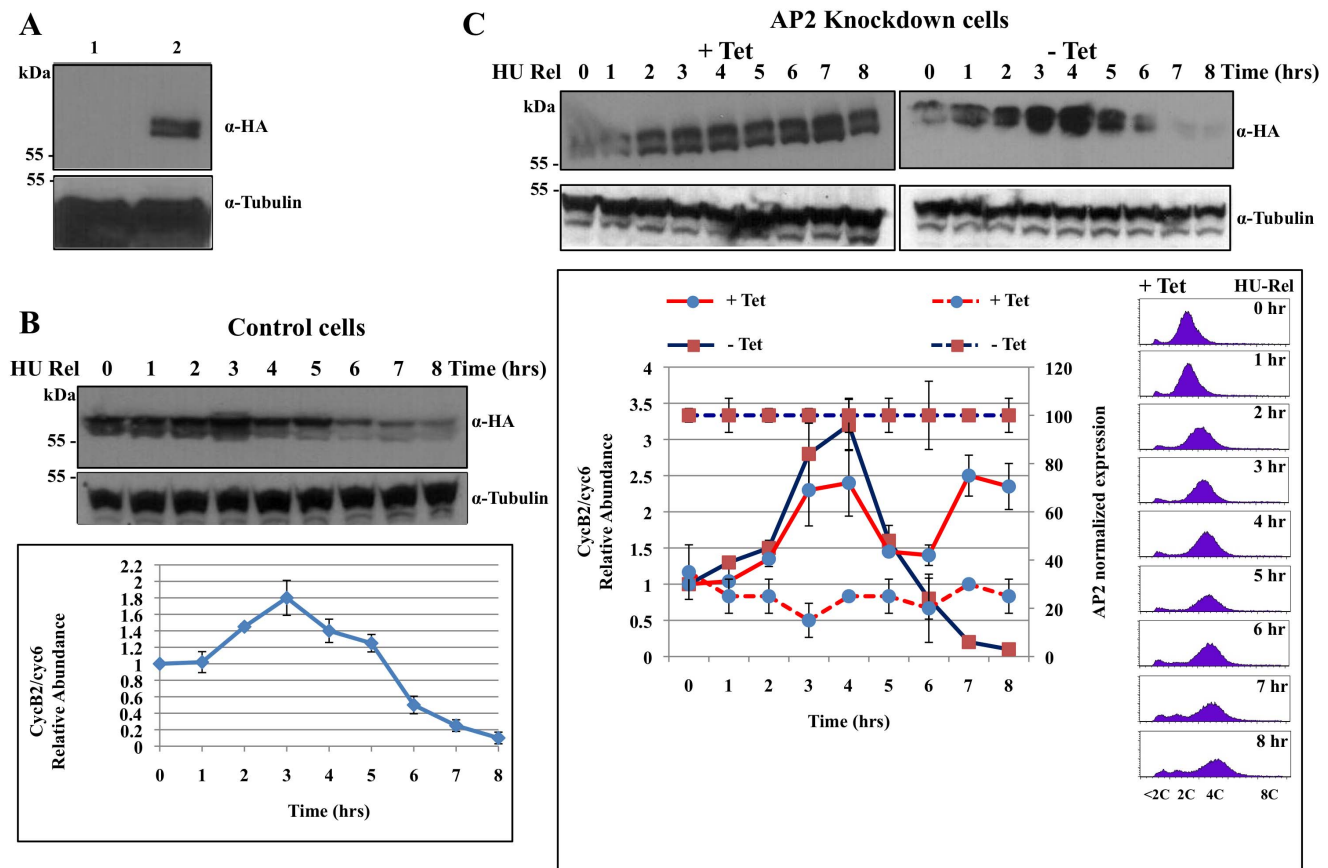 A
1 2
kDa
α-HA
55 -
55 -
α-Tubulin
B
Control cells
HU Rel 0 1 2 3 4 5 6 7 8 Time (hrs)
kDa
α-HA
55 -
55 -
α-Tubulin
2.2
2
1.8
1.6
1.4
1.2
1
0.8
0.6
0.4
0.2
0
CycB2/cyc6
Relative Abundance
0 1 2 3 4 5 6 7 8
Time (hrs)
C
AP2 Knockdown cells
+ Tet - Tet
HU Rel 0 1 2 3 4 5 6 7 8 0 1 2 3 4 5 6 7 8 Time (hrs)
kDa
α-HA
55 -
55 -
α-Tubulin
+ Tet + Tet
- Tet - Tet
4
3.5
3
2.5
2
1.5
1
0.5
0
CycB2/cyc6
Relative Abundance
120
100
80
60
40
20
0
AP2 normalized expression
0 1 2 3 4 5 6 7 8
Time (hrs)
+ Tet HU-Rel
0 hr
1 hr
2 hr
3 hr
4 hr
5 hr
6 hr
7 hr
8 hr
<2C 2C 4C 8C